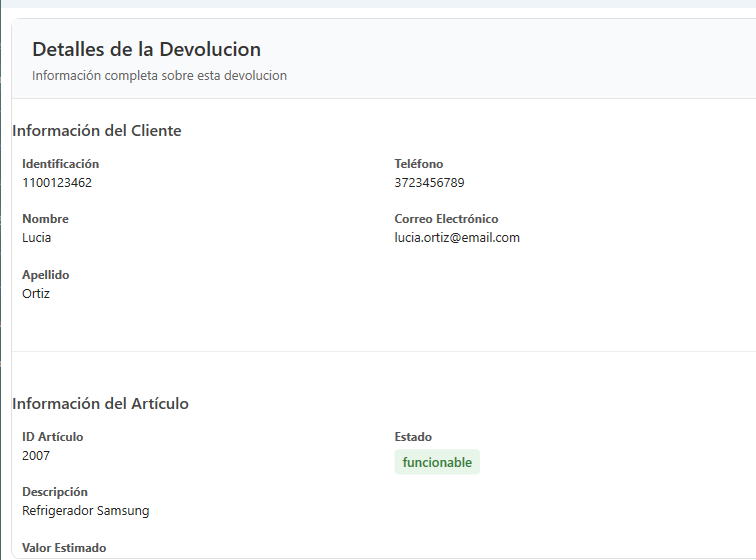 Detalles de la Devolucion
Información completa sobre esta devolucion
Información del Cliente
Identificación
1100123462
Teléfono
3723456789
Nombre
Lucia
Correo Electrónico
lucia.ortiz@email.com
Apellido
Ortiz
Información del Artículo
ID Artículo
2007
Estado
funcionable
Descripción
Refrigerador Samsung
Valor Estimado